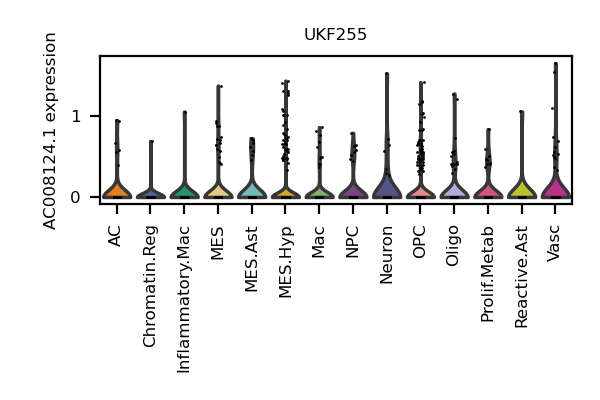 UKF255
AC008124.1 expression
1
0
AC
Chromatin.Reg
Inflammatory.Mac
MES
MES.Ast
MES.Hyp
Mac
NPC
Neuron
OPC
Oligo
Prolif.Metab
Reactive.Ast
Vasc